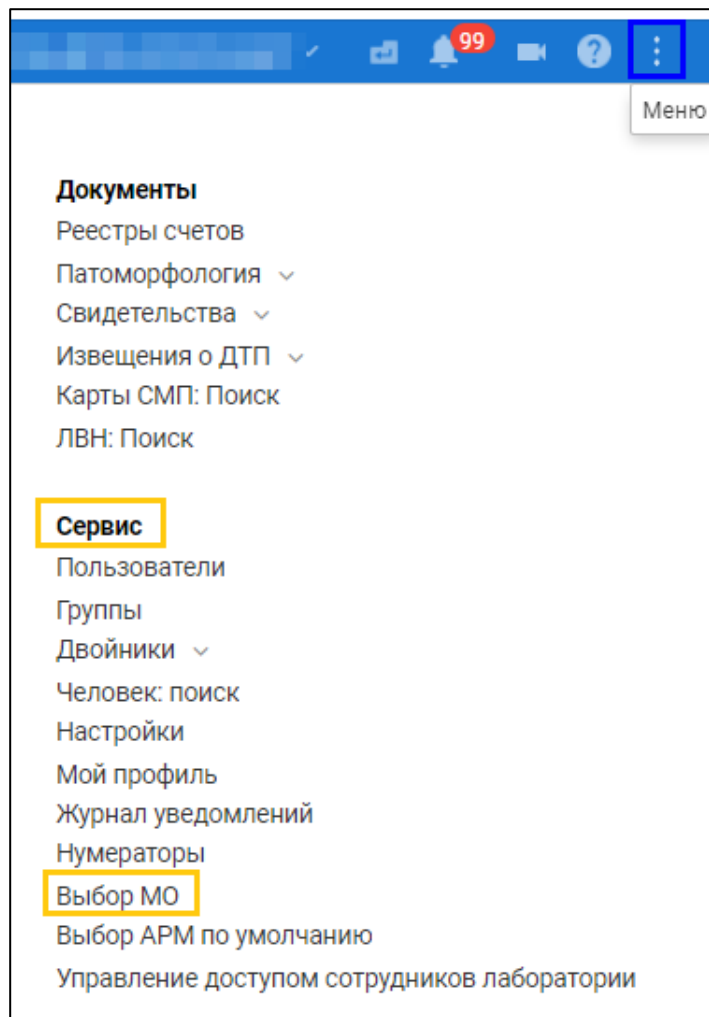 99
Меню
Документы
Реестры счетов
Патоморфология
Свидетельства
Извещения о ДТП
Карты СМП: Поиск
ЛВН: Поиск
Сервис
Пользователи
Группы
Двойники
Человек: поиск
Настройки
Мой профиль
Журнал уведомлений
Нумераторы
Выбор МО
Выбор АРМ по умолчанию
Управление доступом сотрудников лаборатории